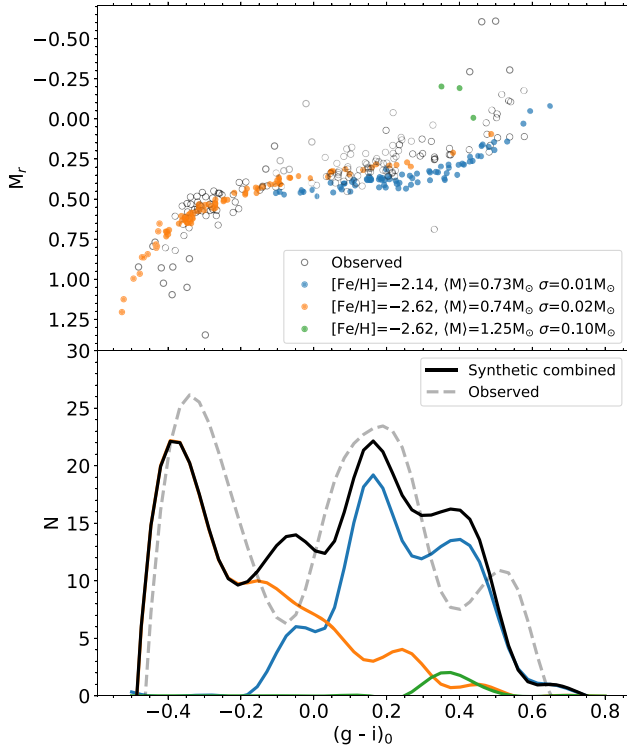 −0.50
−0.25
0.00
0.25
0.50
0.75
1.00
1.25
M_r
Observed
[Fe/H]=−2.14, ⟨M⟩=0.73M⊙ σ=0.01M⊙
[Fe/H]=−2.62, ⟨M⟩=0.74M⊙ σ=0.02M⊙
[Fe/H]=−2.62, ⟨M⟩=1.25M⊙ σ=0.10M⊙
30
25
20
15
10
5
0
N
Synthetic combined
Observed
−0.4 −0.2 0.0 0.2 0.4 0.6 0.8
(g - i)₀